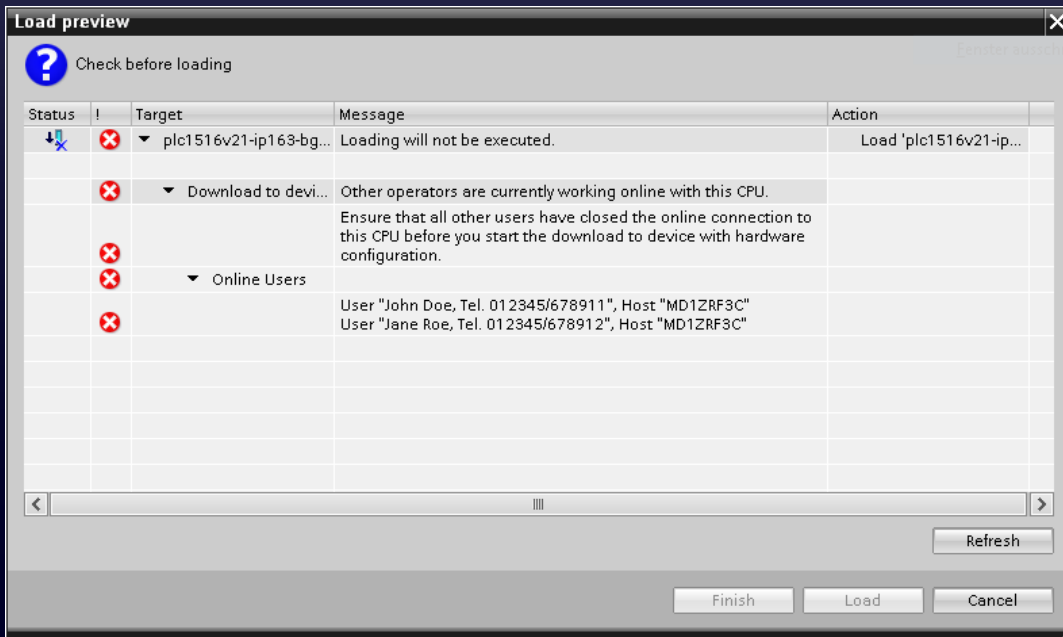 Load preview
Fenster aussch
Check before loading
Status ! Target Message Action
plc1516v21-ip163-bg... Loading will not be executed. Load 'plc1516v21-ip...
Download to devi... Other operators are currently working online with this CPU.
Ensure that all other users have closed the online connection to
this CPU before you start the download to device with hardware
configuration.
Online Users
User "John Doe, Tel. 012345/678911", Host "MD1ZRF3C"
User "Jane Roe, Tel. 012345/678912", Host "MD1ZRF3C"
Refresh
Finish Load Cancel